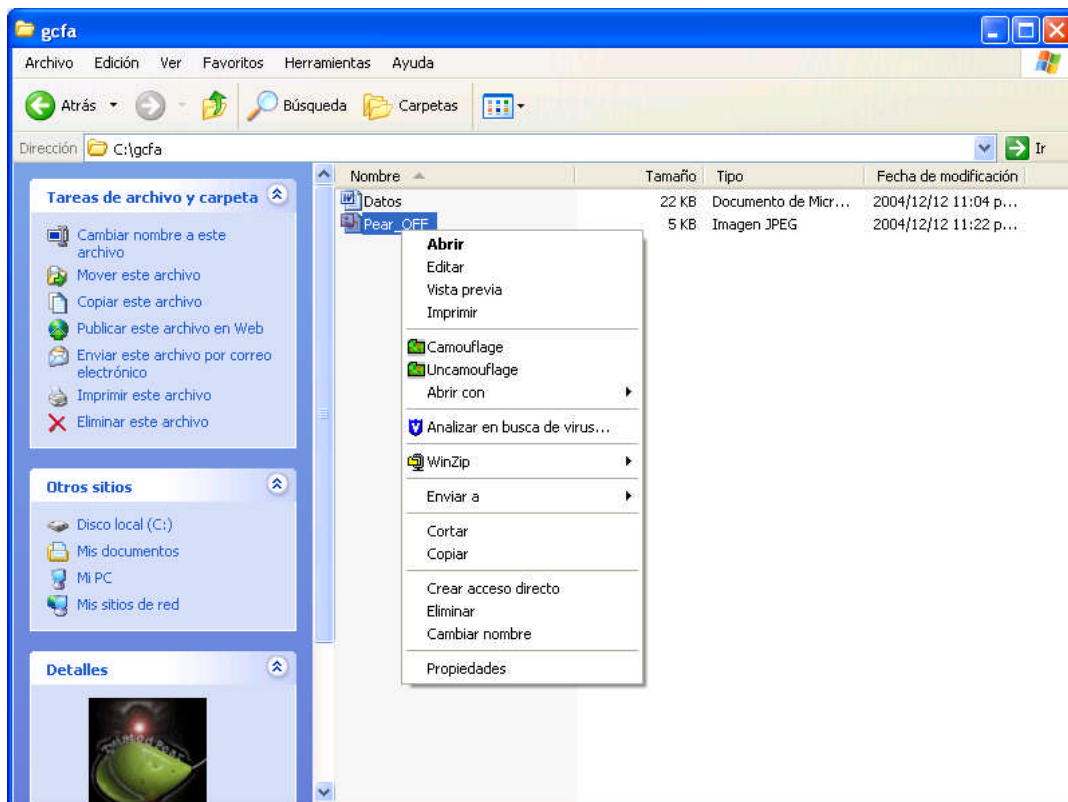 gcfa
Archivo Edición Ver Favoritos Herramientas Ayuda
Atrás Búsqueda Carpetas
Dirección C:\gcfa Ir
Tareas de archivo y carpeta
Cambiar nombre a este
archivo
Mover este archivo
Copiar este archivo
Publicar este archivo en Web
Enviar este archivo por correo
electrónico
Imprimir este archivo
Eliminar este archivo
Otros sitios
Disco local (C:)
Mis documentos
Mi PC
Mis sitios de red
Detalles
Nombre Tamaño Tipo Fecha de modificación
Datos 22 KB Documento de Micr... 2004/12/12 11:04 p...
Pear_OFF 5 KB Imagen JPEG 2004/12/12 11:22 p...
Abrir
Editar
Vista previa
Imprimir
Camouflage
Uncamouflage
Abrir con
Analizar en busca de virus...
WinZip
Enviar a
Cortar
Copiar
Crear acceso directo
Eliminar
Cambiar nombre
Propiedades